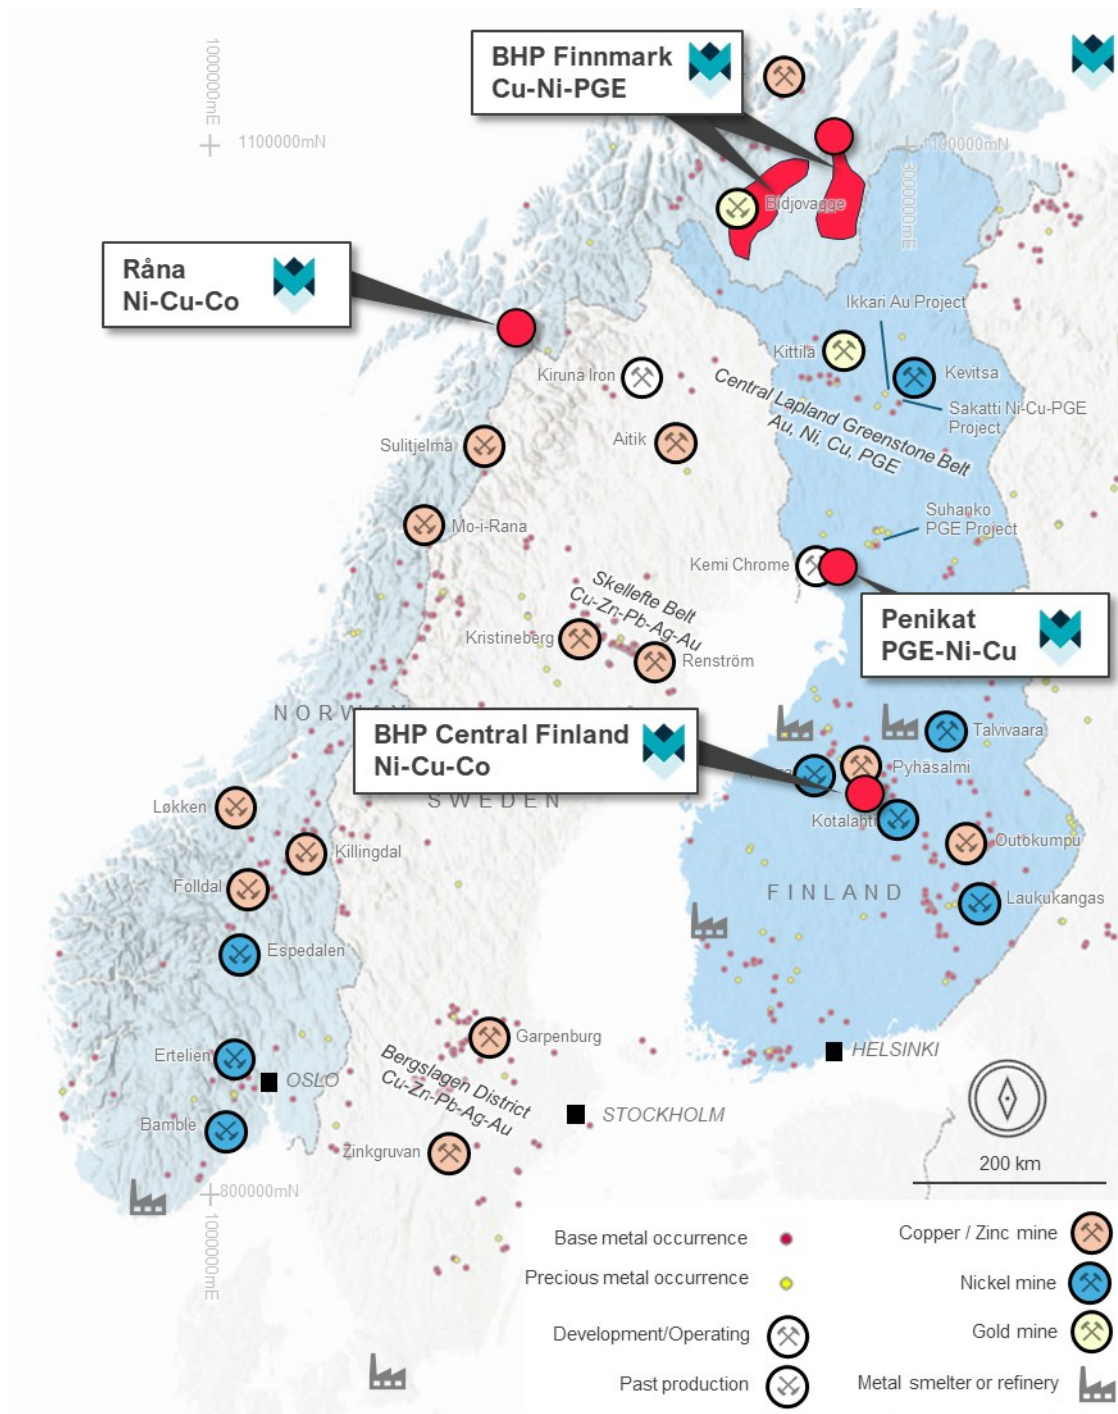 1000000mE
BHP Finnmark
Cu-Ni-PGE
1100000mN
1100000mN
3000000mE
Bidjovagge
Råna
Ni-Cu-Co
Ikkari Au Project
Kittilä
Kevitsa
Kiruna Iron
Central Lapland Greenstone Belt
Au, Ni, Cu, PGE
Sakatti Ni-Cu-PGE
Project
Sulitjelma
Aitik
Mo-i-Rana
Suhanko
PGE Project
Kemi Chrome
Skellefte Belt
Cu-Zn-Pb-Ag-Au
Penikat
PGE-Ni-Cu
Kristineberg
Renström
NORWAY
BHP Central Finland
Ni-Cu-Co
Talvivaara
Pyhäsalmi
SWEDEN
Løkken
Kotalahti
Killingdal
Outokumpu
Folldal
FINLAND
Laukukangas
Espedalen
Garpenburg
Ertelien
OSLO
HELSINKI
Bergslagen District
Cu-Zn-Pb-Ag-Au
STOCKHOLM
Bamble
Zinkgruvan
200 km
800000mN
1000000mE
Base metal occurrence
Copper / Zinc mine
Precious metal occurrence
Nickel mine
Development/Operating
Gold mine
Past production
Metal smelter or refinery